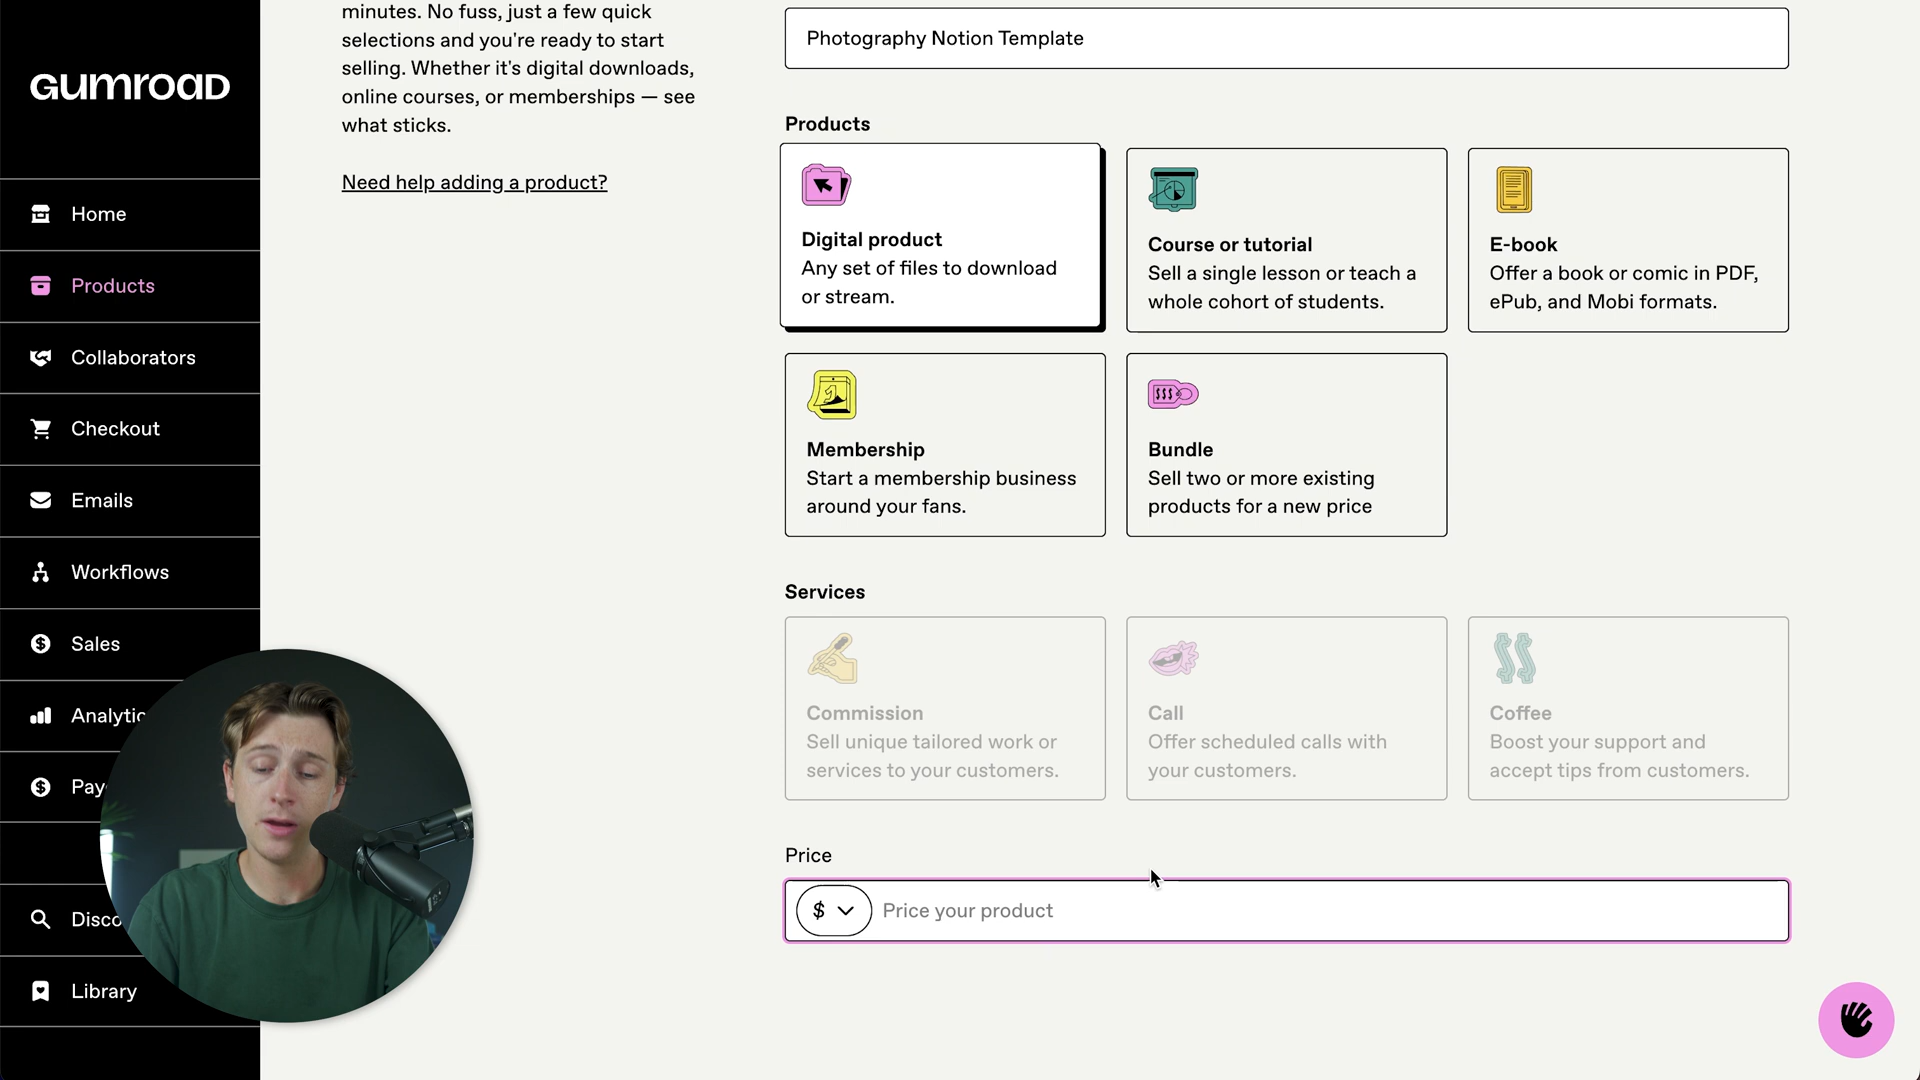 GUMROAD
Home
Products
Collaborators
Checkout
Emails
Workflows
Sales
Analytic
Pay
Disco
Library
minutes. No fuss, just a few quick
selections and you're ready to start
selling. Whether it's digital downloads,
online courses, or memberships — see
what sticks.
Need help adding a product?
Photography Notion Template
Products
Digital product
Any set of files to download
or stream.
Course or tutorial
Sell a single lesson or teach a
whole cohort of students.
E-book
Offer a book or comic in PDF,
ePub, and Mobi formats.
Membership
Start a membership business
around your fans.
Bundle
Sell two or more existing
products for a new price
Services
Commission
Sell unique tailored work or
services to your customers.
Call
Offer scheduled calls with
your customers.
Coffee
Boost your support and
accept tips from customers.
Price
$ Price your product